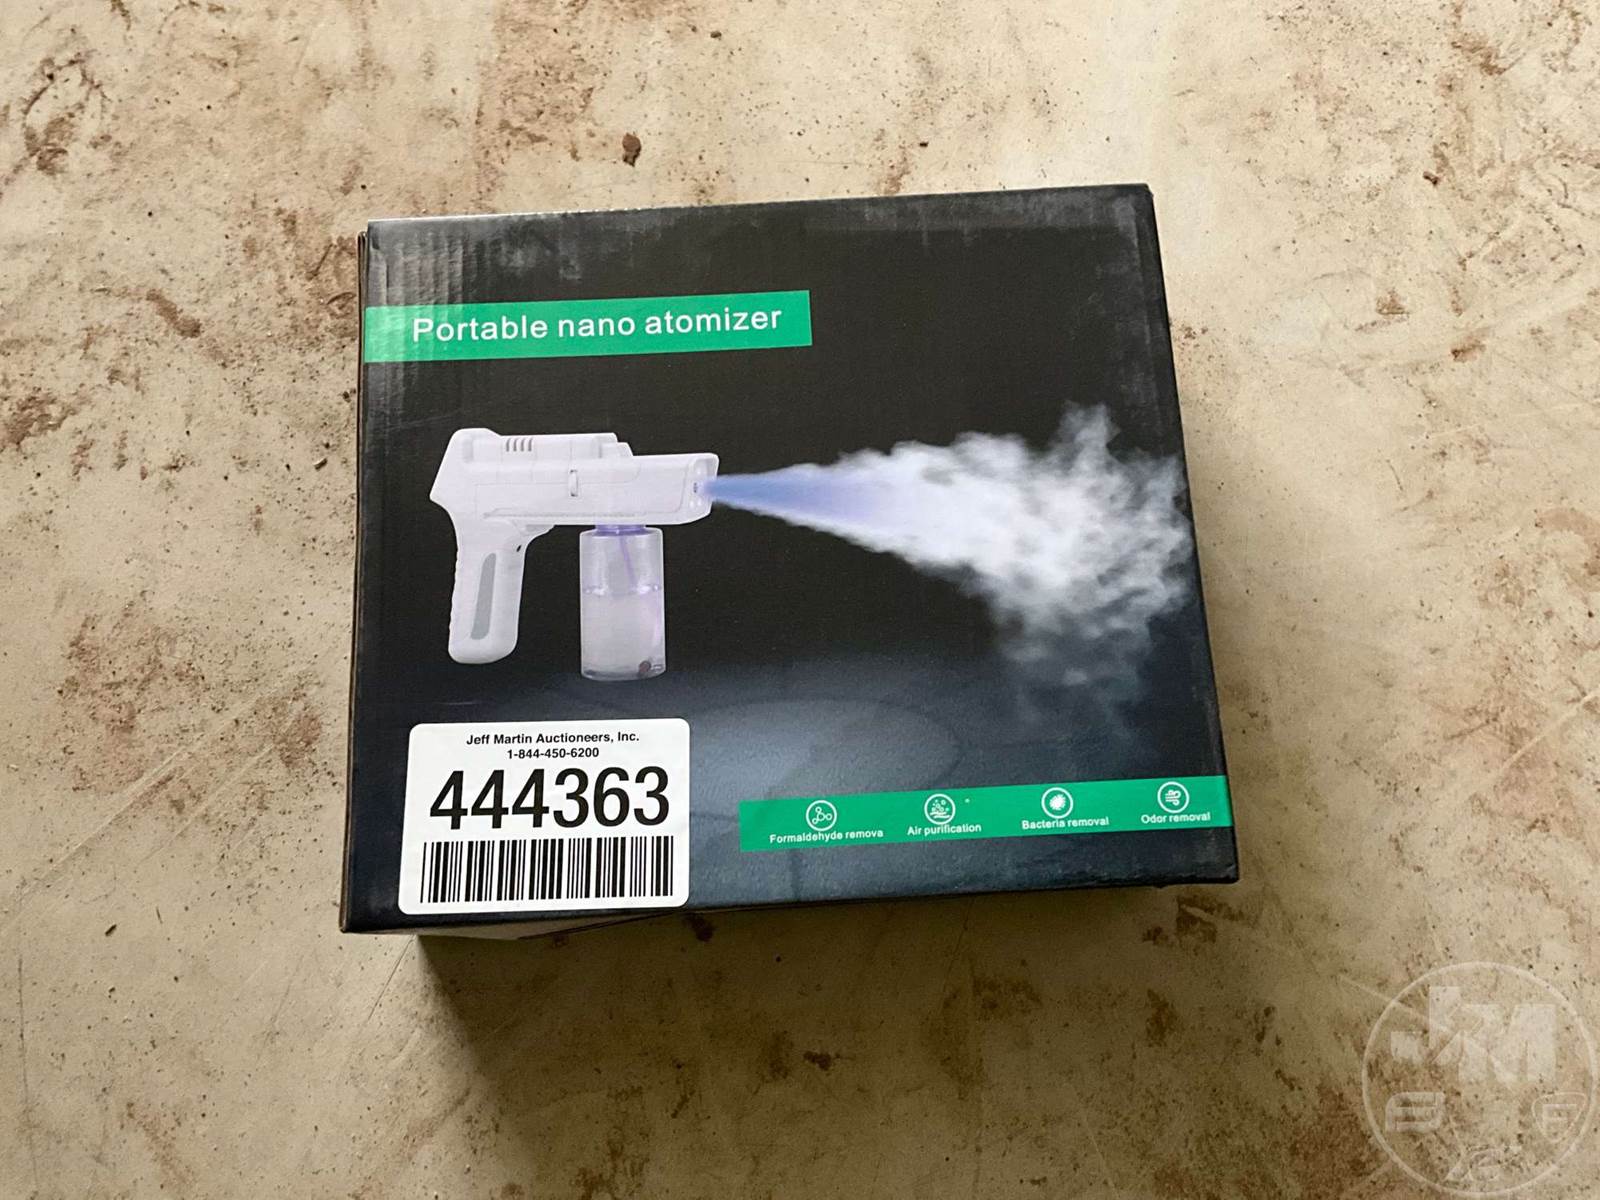 Portable nano atomizer
Jeff Martin Auctioneers, Inc.
1-844-450-6200
444363
Formaldehyde remova
Air purification
Bacteria removal
Odor removal
JM